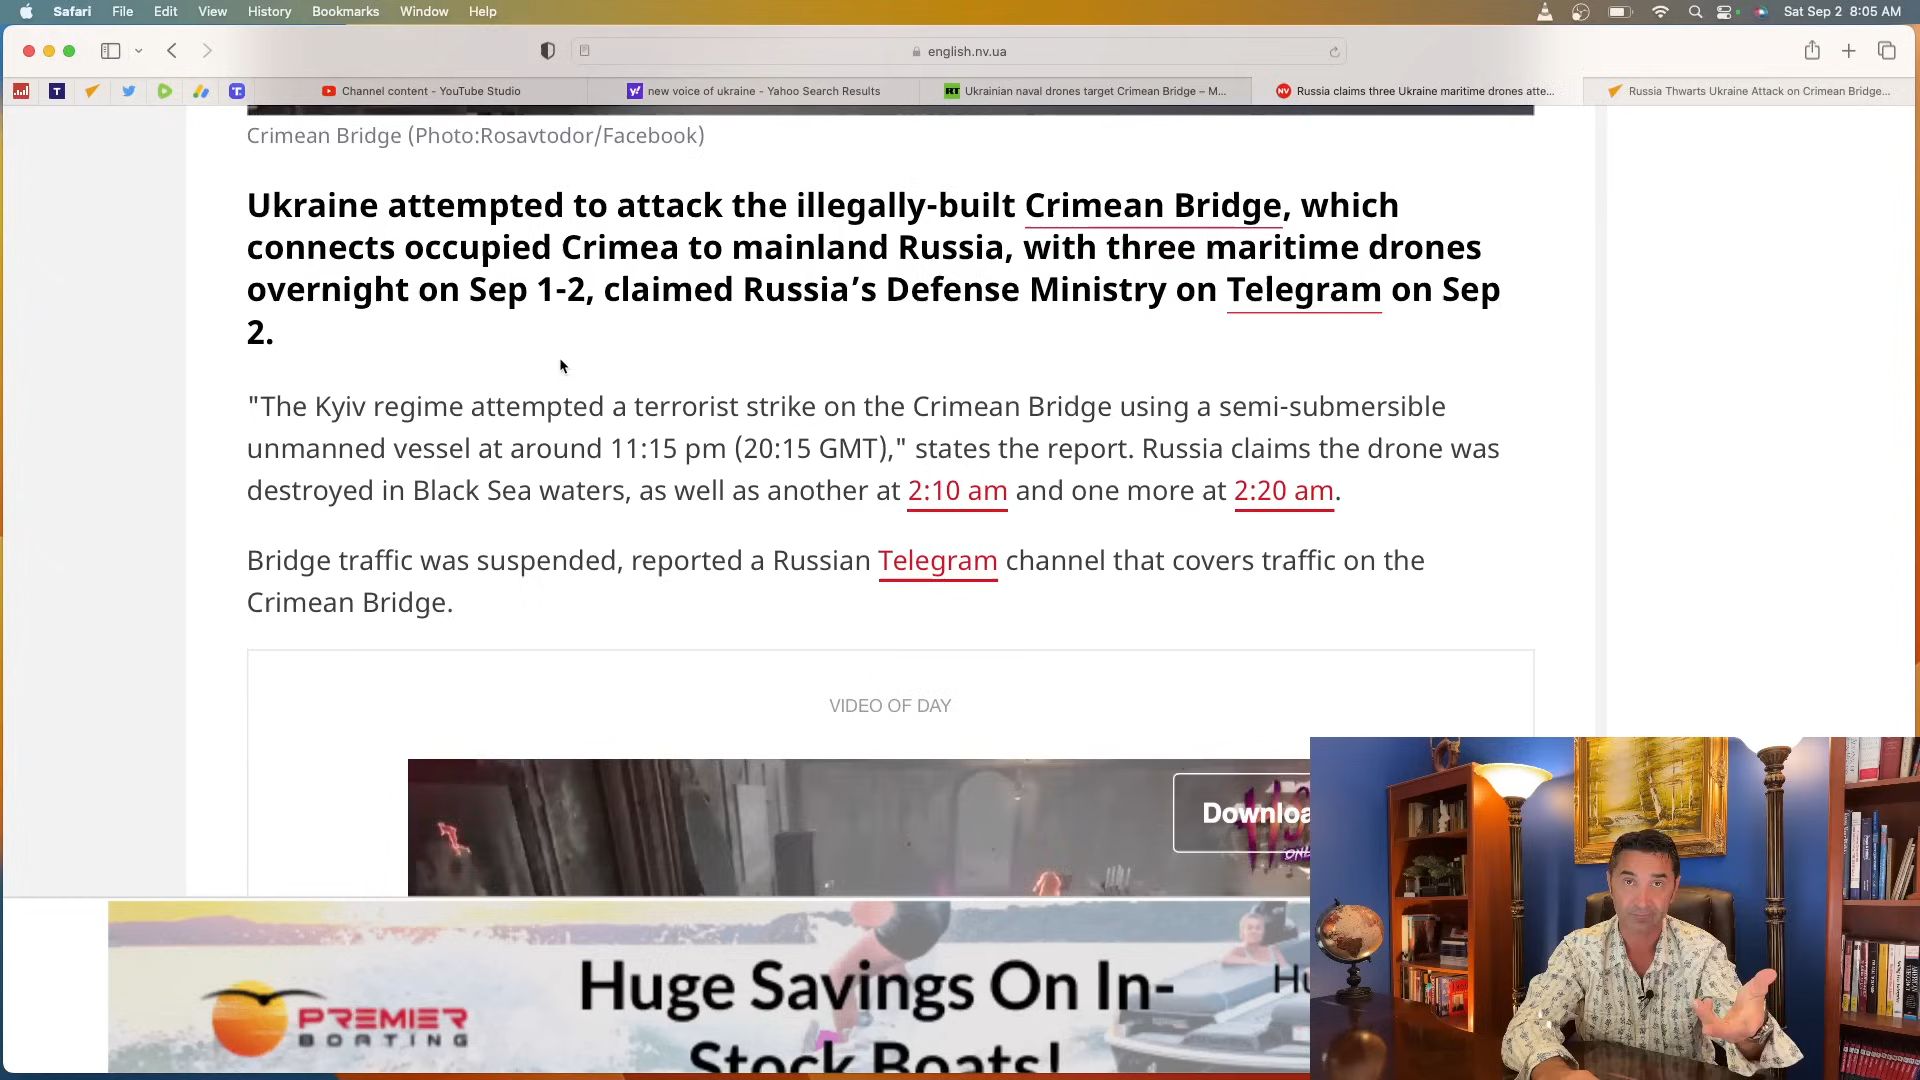 Safari File Edit View History Bookmarks Window Help Sat Sep 2 8:05 AM
english.nv.ua
Channel content - YouTube Studio
new voice of ukraine - Yahoo Search Results
RT Ukrainian naval drones target Crimean Bridge – M...
NV Russia claims three Ukraine maritime drones atte...
Russia Thwarts Ukraine Attack on Crimean Bridge...
Crimean Bridge (Photo:Rosavtodor/Facebook)
Ukraine attempted to attack the illegally-built Crimean Bridge, which
connects occupied Crimea to mainland Russia, with three maritime drones
overnight on Sep 1-2, claimed Russia’s Defense Ministry on Telegram on Sep
2.
"The Kyiv regime attempted a terrorist strike on the Crimean Bridge using a semi-submersible
unmanned vessel at around 11:15 pm (20:15 GMT)," states the report. Russia claims the drone was
destroyed in Black Sea waters, as well as another at 2:10 am and one more at 2:20 am.
Bridge traffic was suspended, reported a Russian Telegram channel that covers traffic on the
Crimean Bridge.
VIDEO OF DAY
Downloa
PREMIER
BOATING
Huge Savings On In-
Stock Boats!
Hu